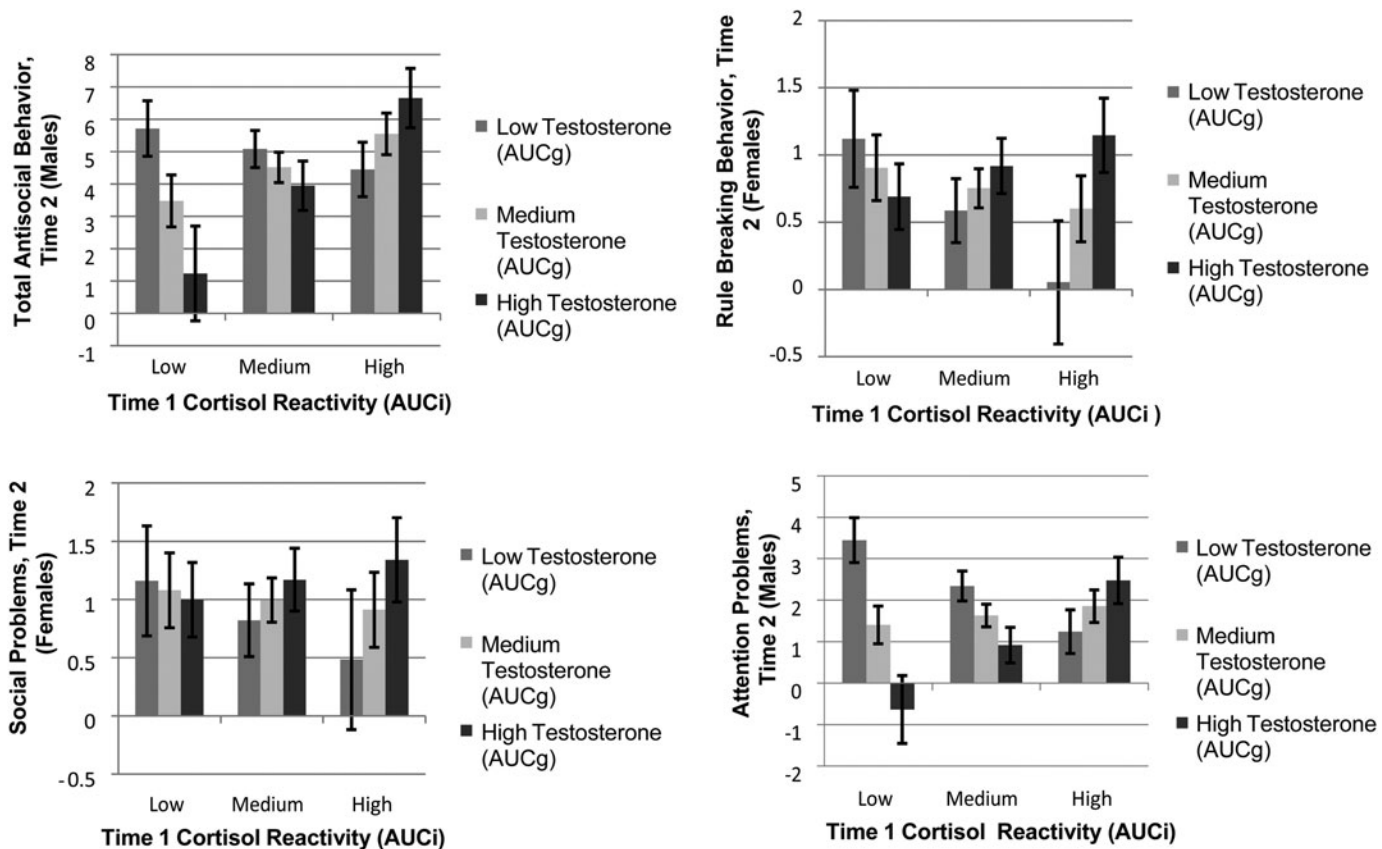 Total Antisocial Behavior,
Time 2 (Males)
8
7
6
5
4
3
2
1
0
-1
Low Medium High
Time 1 Cortisol Reactivity (AUCi)
Low Testosterone
(AUCg)
Medium
Testosterone
(AUCg)
High Testosterone
(AUCg)
Rule Breaking Behavior, Time
2 (Females)
2
1.5
1
0.5
0
-0.5
Low Medium High
Time 1 Cortisol Reactivity (AUCi )
Low Testosterone
(AUCg)
Medium
Testosterone
(AUCg)
High Testosterone
(AUCg)
Social Problems, Time 2
(Females)
2
1.5
1
0.5
0
-0.5
Low Medium High
Time 1 Cortisol Reactivity (AUCi)
Low Testosterone
(AUCg)
Medium
Testosterone
(AUCg)
High Testosterone
(AUCg)
Attention Problems,
Time 2 (Males)
5
4
3
2
1
0
-1
-2
Low Medium High
Time 1 Cortisol Reactivity (AUCi)
Low Testosterone
(AUCg)
Medium
Testosterone
(AUCg)
High Testosterone
(AUCg)